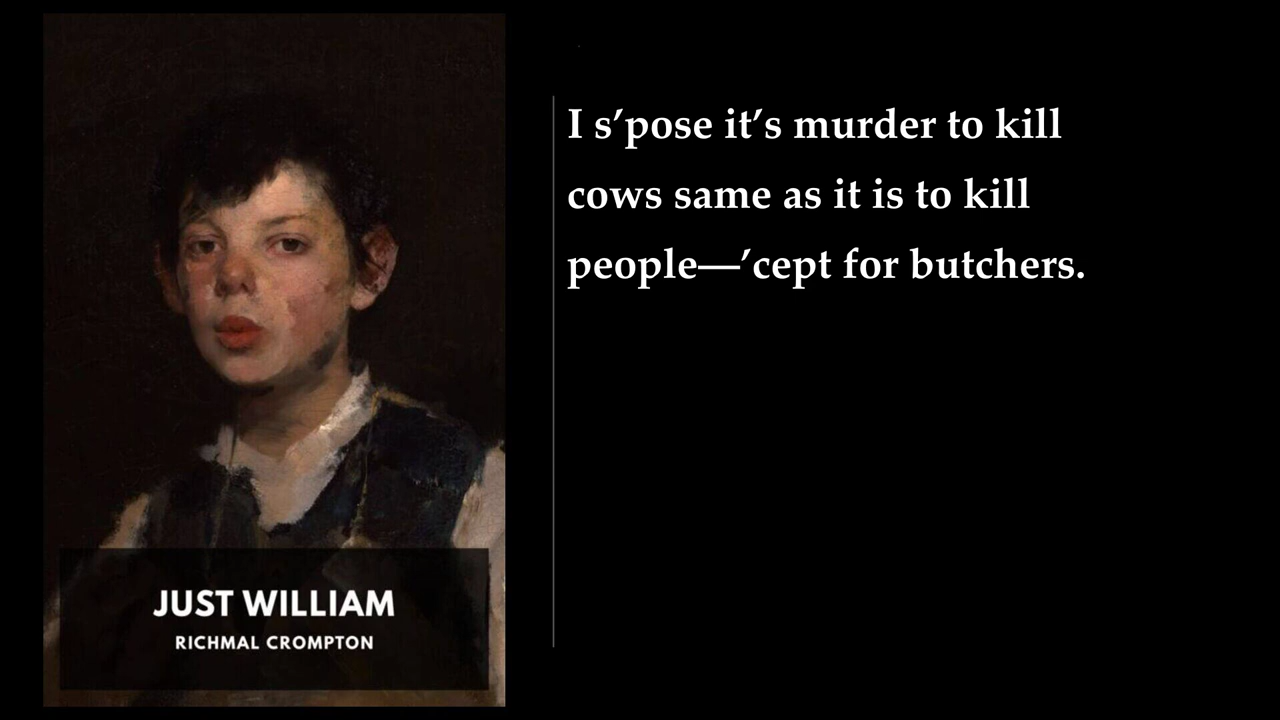 JUST WILLIAM
RICHMAL CROMPTON
I s’pose it’s murder to kill
cows same as it is to kill
people—’cept for butchers.